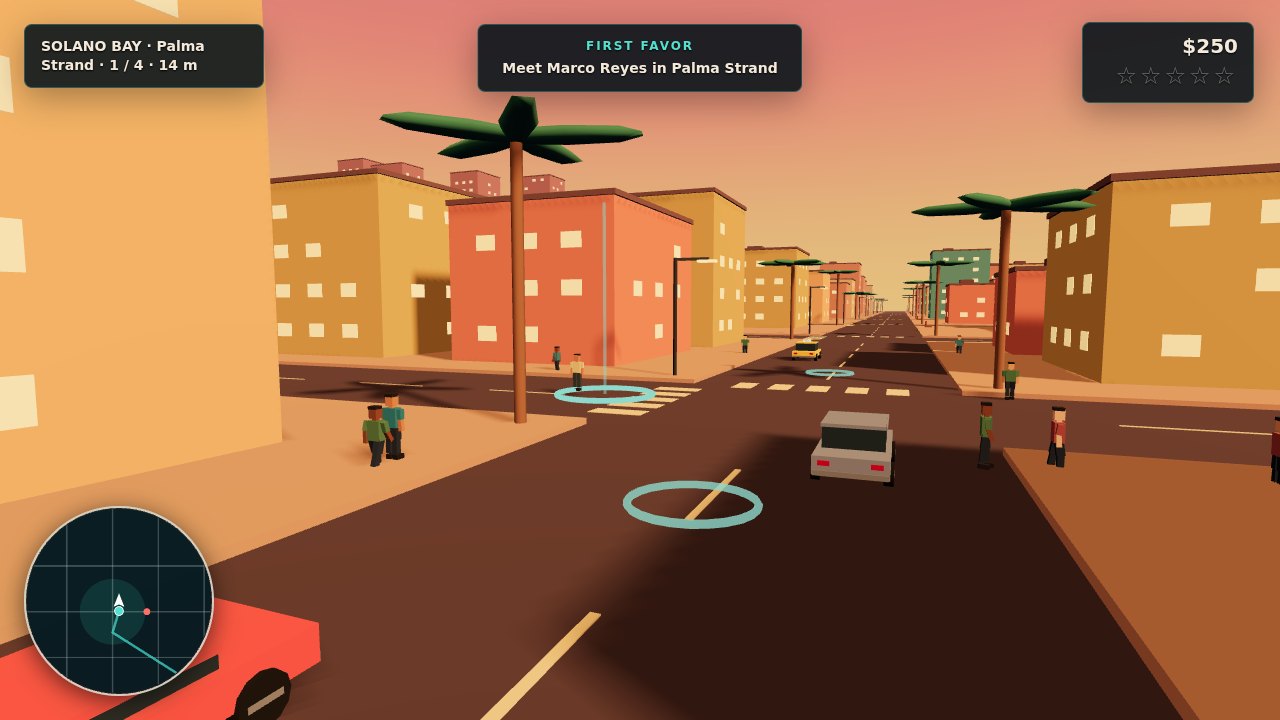 SOLANO BAY · Palma
Strand · 1 / 4 · 14 m
FIRST FAVOR
Meet Marco Reyes in Palma Strand
$250
☆☆☆☆☆